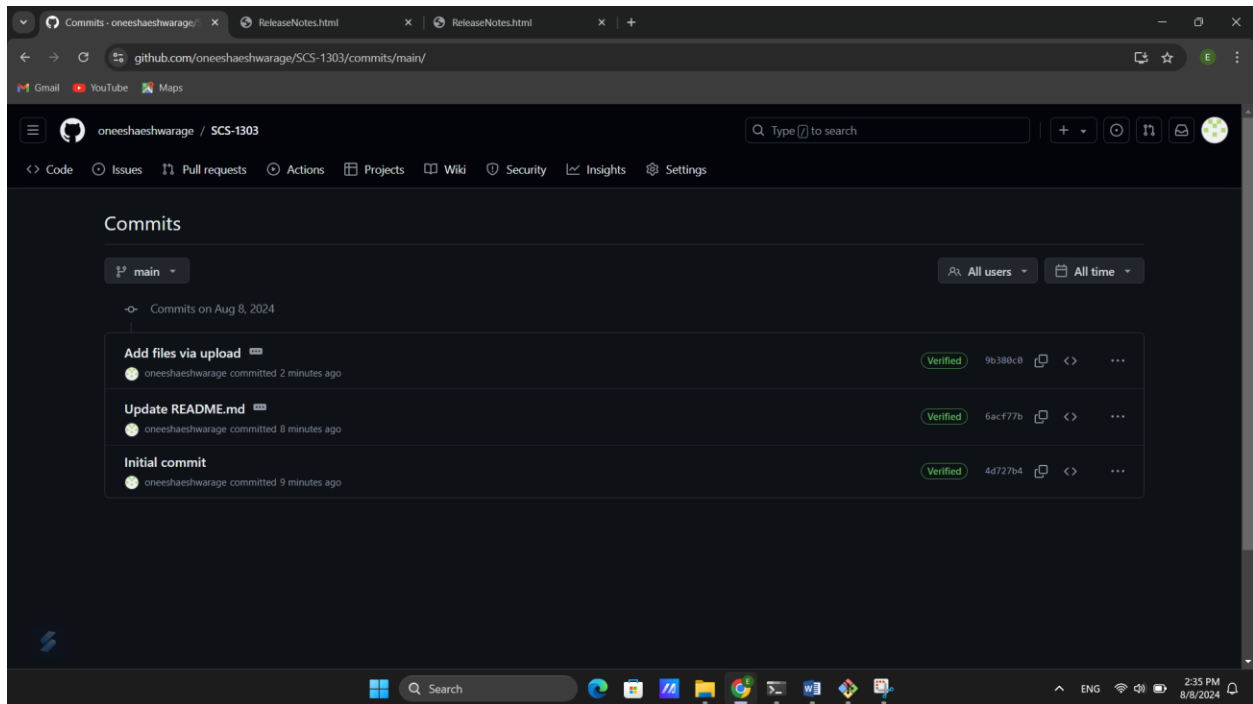 Commits · oneeshaeshwarage/S
ReleaseNotes.html
ReleaseNotes.html
github.com/oneeshaeshwarage/SCS-1303/commits/main/
E
Gmail YouTube Maps
oneeshaeshwarage / SCS-1303
Type / to search
Code Issues Pull requests Actions Projects Wiki Security Insights Settings
Commits
main
All users All time
Commits on Aug 8, 2024
Add files via upload
Verified 9b380c0
oneeshaeshwarage committed 2 minutes ago
Update README.md
Verified 6acf77b
oneeshaeshwarage committed 8 minutes ago
Initial commit
Verified 4d727b4
oneeshaeshwarage committed 9 minutes ago
Search
ENG
2:35 PM
8/8/2024